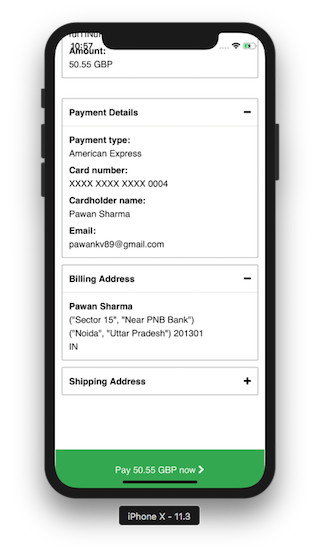 10:57
Amount:
50.55 GBP
Payment Details
Payment type:
American Express
Card number:
XXXX XXXX XXXX 0004
Cardholder name:
Pawan Sharma
Email:
pawankv89@gmail.com
Billing Address
Pawan Sharma
("Sector 15", "Near PNB Bank")
("Noida", "Uttar Pradesh") 201301
IN
Shipping Address
Pay 50.55 GBP now
iPhone X - 11.3